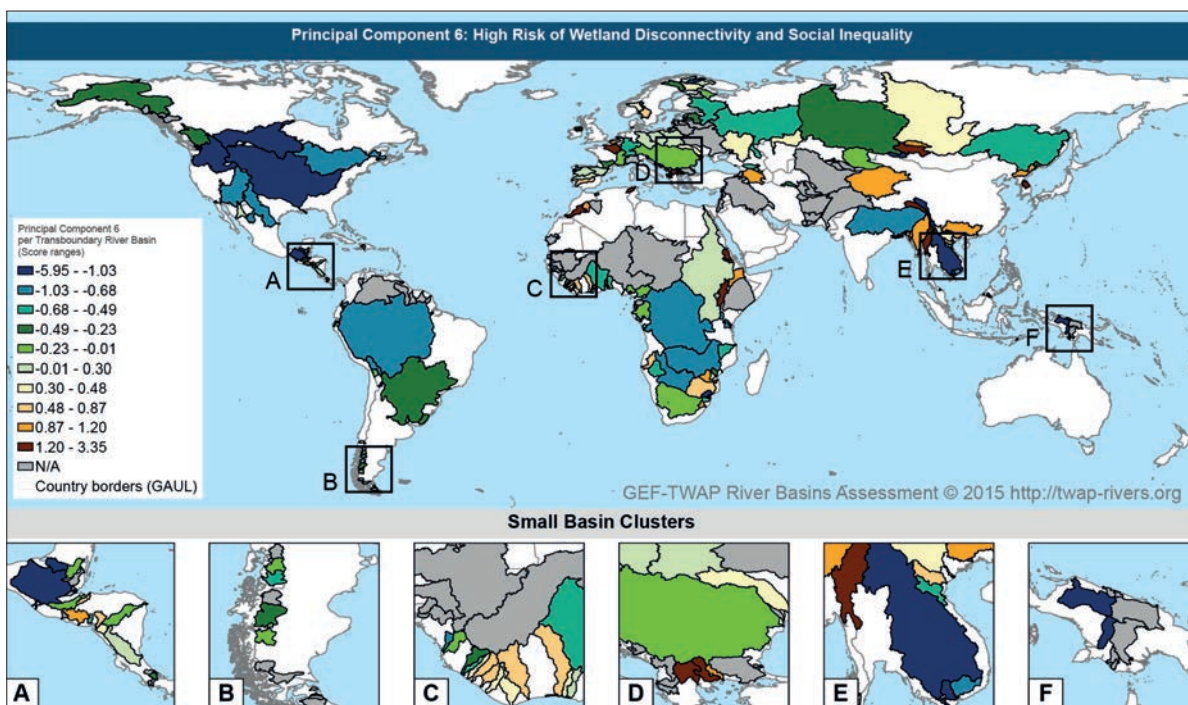 Principal Component 6: High Risk of Wetland Disconnectivity and Social Inequality
Principal Component 6
per Transboundary River Basin
(Score ranges)
-5.95 - -1.03
-1.03 - -0.68
-0.68 - -0.49
-0.49 - -0.23
-0.23 - -0.01
-0.01 - 0.30
0.30 - 0.48
0.48 - 0.87
0.87 - 1.20
1.20 - 3.35
N/A
Country borders (GAUL)
A
B
C
D
E
F
GEF-TWAP River Basins Assessment © 2015 http://twap-rivers.org
Small Basin Clusters
A
B
C
D
E
F